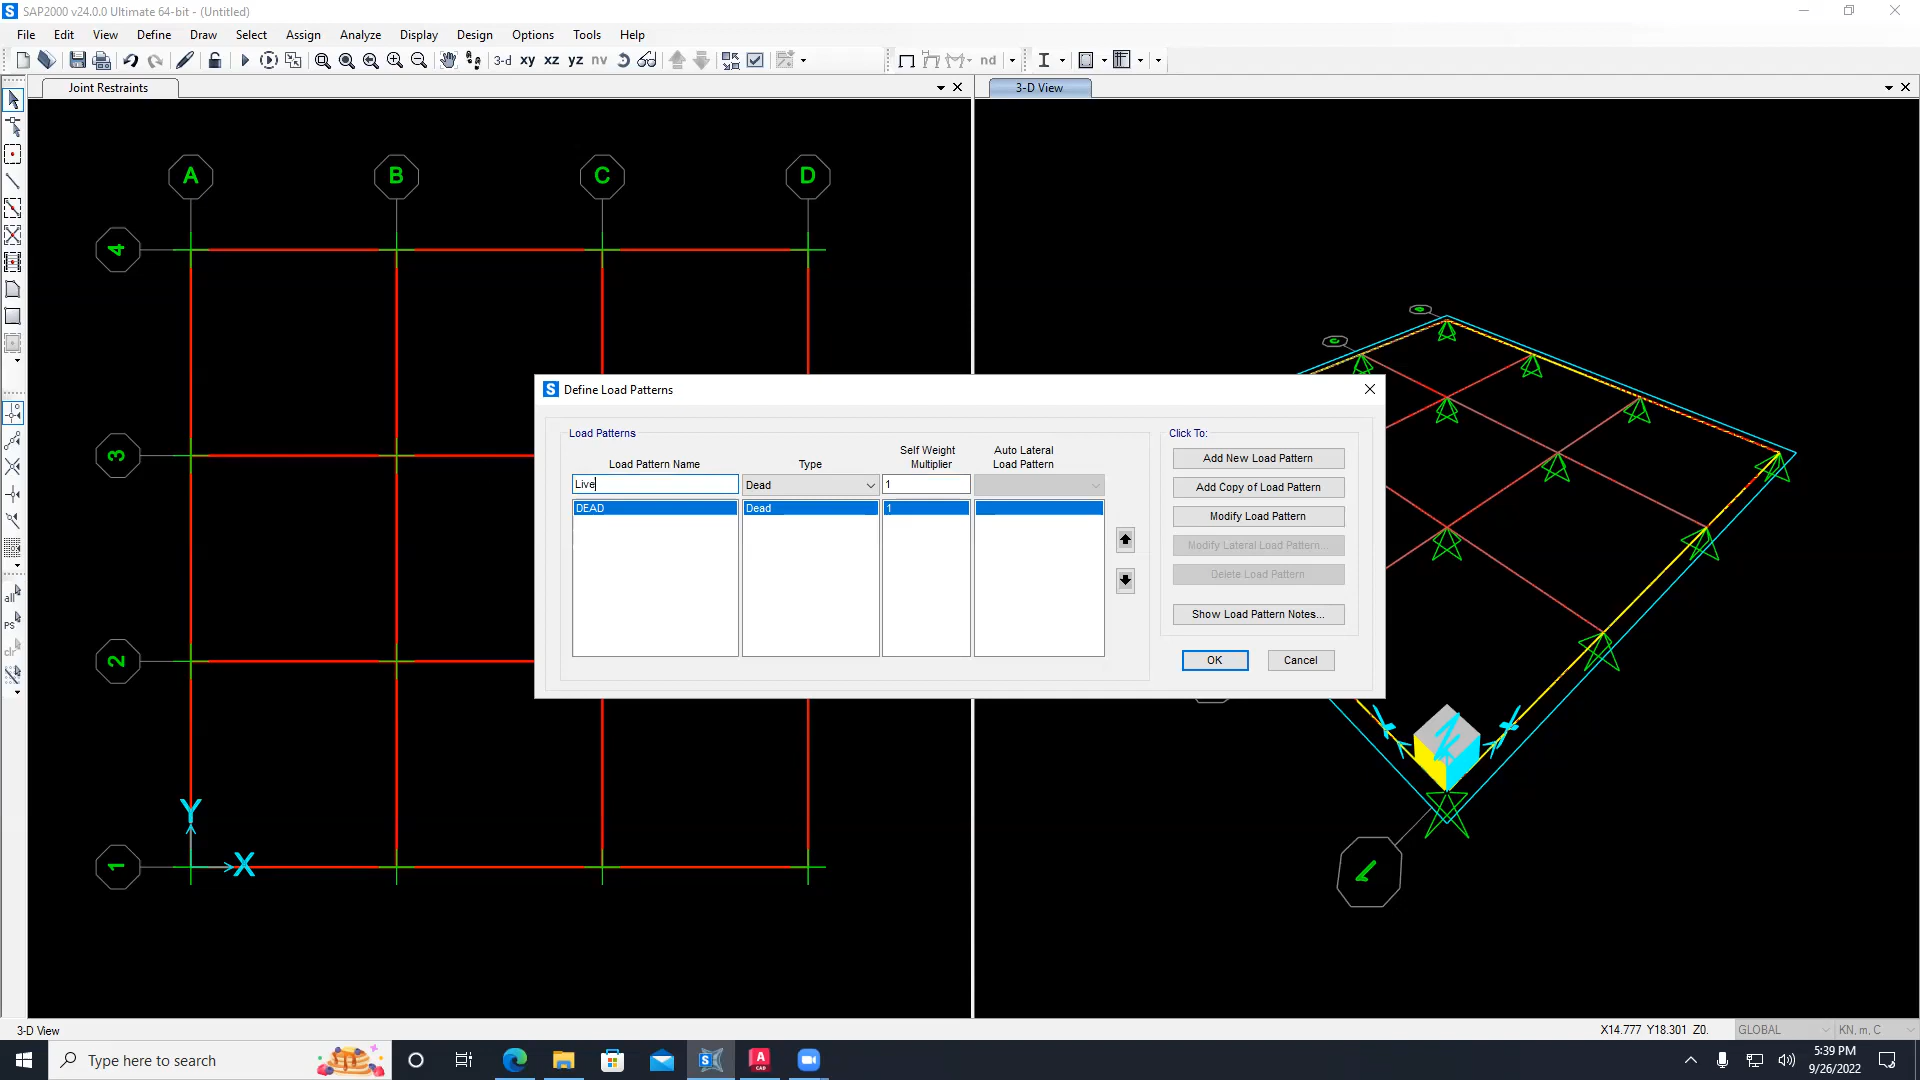 SAP2000 v24.0.0 Ultimate 64-bit - (Untitled)
File Edit View Define Draw Select Assign Analyze Display Design Options Tools Help
3-d xy xz yz nv nd
Joint Restraints
3-D View
A B C D
4
3
2
1
Y
X
Define Load Patterns
Load Patterns
Click To:
Load Pattern Name Type Self Weight Multiplier Auto Lateral Load Pattern
Live Dead 1
DEAD Dead 1
Add New Load Pattern
Add Copy of Load Pattern
Modify Load Pattern
Modify Lateral Load Pattern...
Delete Load Pattern
Show Load Pattern Notes...
OK Cancel
all
PS
clr
C
1
3-D View
X14.777 Y18.301 Z0.
GLOBAL
KN, m, C
Type here to search
5:39 PM
9/26/2022